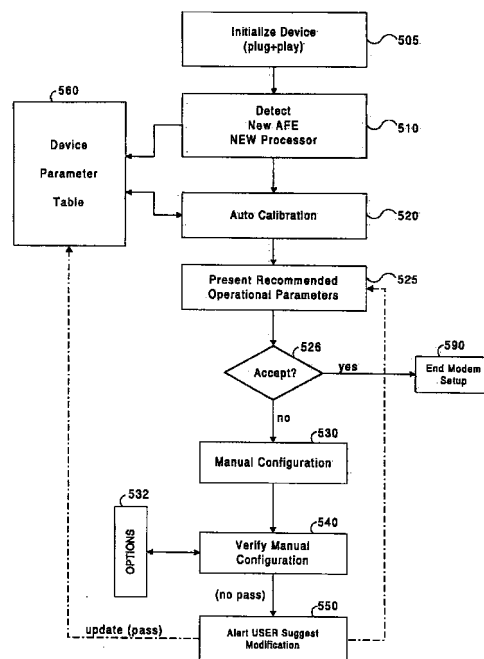 Initialize Device
(plug+play)
505
560
Detect
New AFE
NEW Processor
510
Device
Parameter
Table
Auto Calibration
520
Present Recommended
Operational Parameters
525
526
Accept?
yes
590
End Modem
Setup
no
530
Manual Configuration
532
OPTIONS
540
Verify Manual
Configuration
(no pass)
550
update (pass)
Alert USER Suggest
Modification